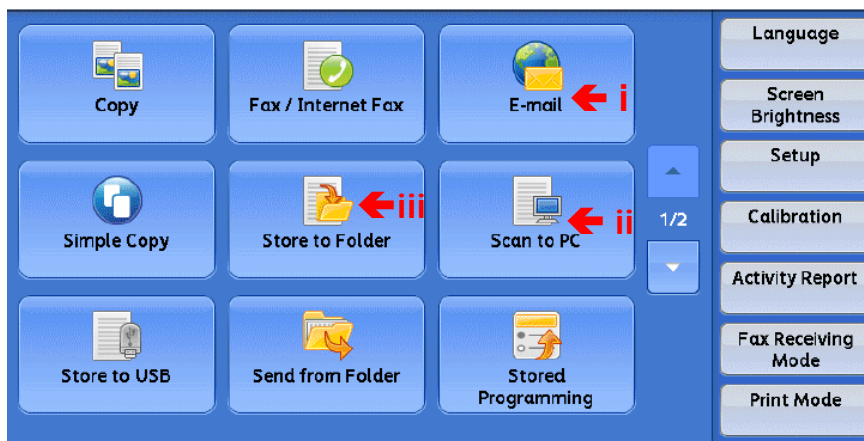 Copy
Fax / Internet Fax
E-mail
i
Simple Copy
Store to Folder
iii
Scan to PC
ii
Store to USB
Send from Folder
Stored
Programming
1/2
Language
Screen
Brightness
Setup
Calibration
Activity Report
Fax Receiving
Mode
Print Mode